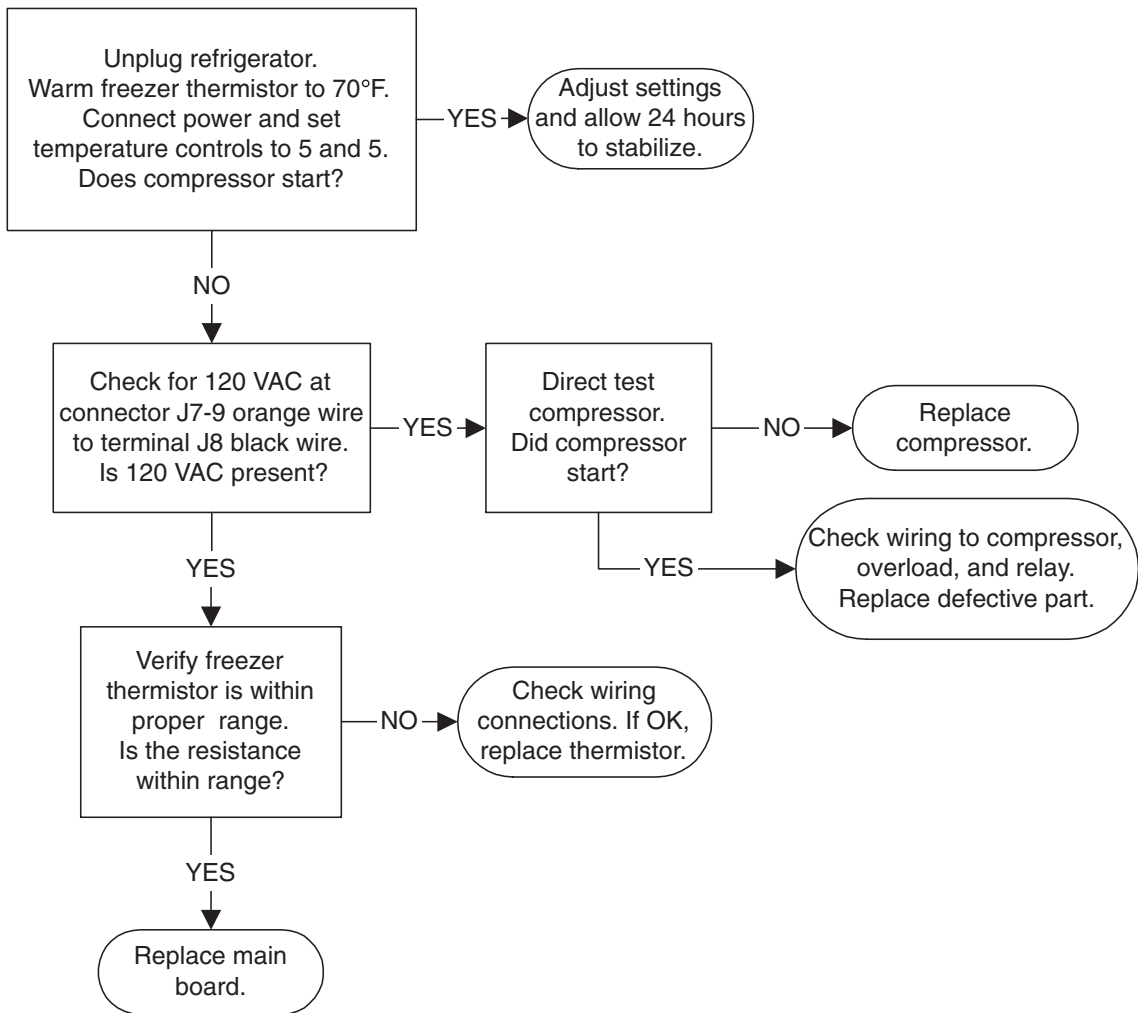 Unplug refrigerator.
Warm freezer thermistor to 70°F.
Connect power and set
temperature controls to 5 and 5.
Does compressor start?
YES
Adjust settings
and allow 24 hours
to stabilize.
NO
Check for 120 VAC at
connector J7-9 orange wire
to terminal J8 black wire.
Is 120 VAC present?
YES
Direct test
compressor.
Did compressor
start?
NO
Replace
compressor.
YES
Check wiring to compressor,
overload, and relay.
Replace defective part.
YES
Verify freezer
thermistor is within
proper range.
Is the resistance
within range?
NO
Check wiring
connections. If OK,
replace thermistor.
YES
Replace main
board.